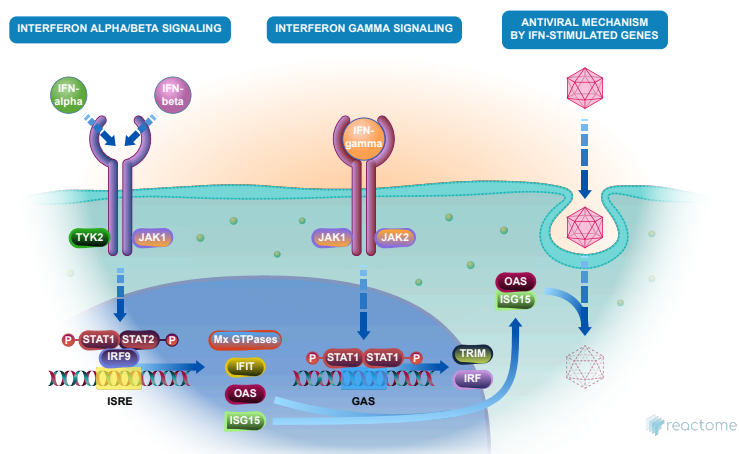 INTERFERON ALPHA/BETA SIGNALING
INTERFERON GAMMA SIGNALING
ANTIVIRAL MECHANISM
BY IFN-STIMULATED GENES
IFN-
alpha
IFN-
beta
IFN-
gamma
TYK2
JAK1
JAK1
JAK2
OAS
ISG15
P
STAT1
STAT2
P
IRF9
ISRE
Mx GTPases
IFIT
OAS
ISG15
P
STAT1
STAT1
P
GAS
TRIM
IRF
reactome